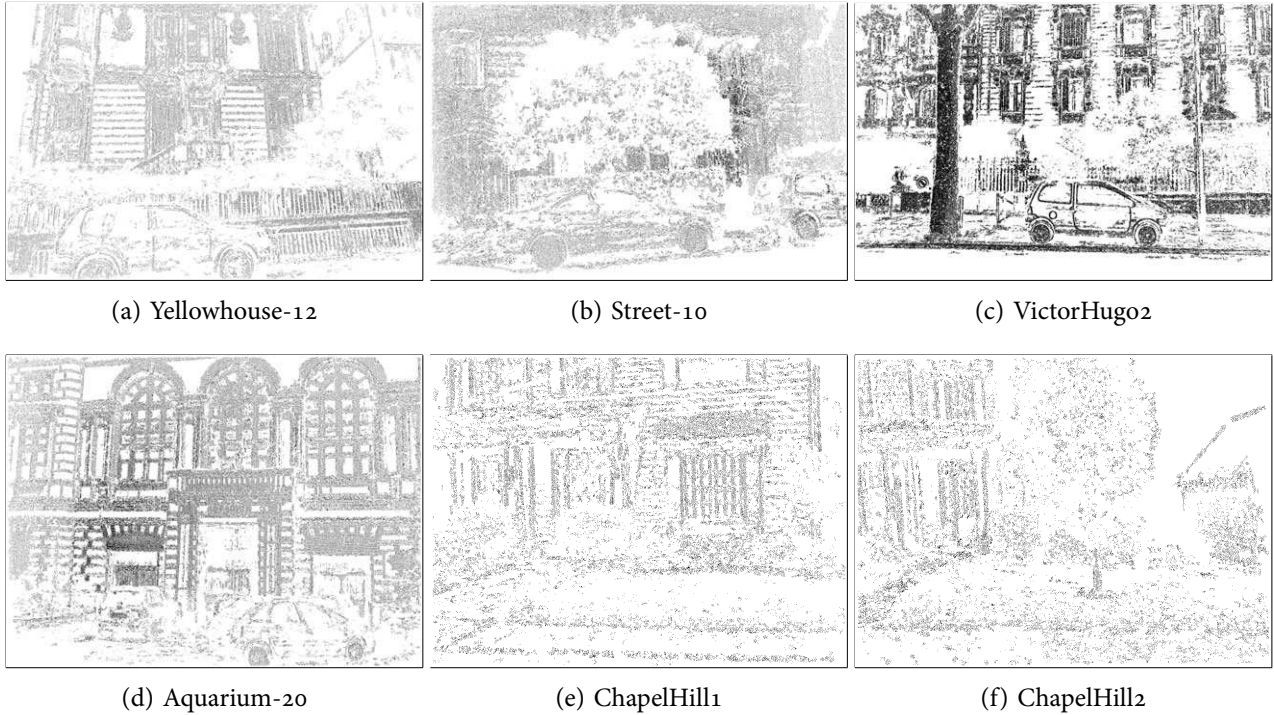 (a) Yellowhouse-12
(b) Street-10
(c) VictorHugo2
(d) Aquarium-20
(e) ChapelHill1
(f) ChapelHill2